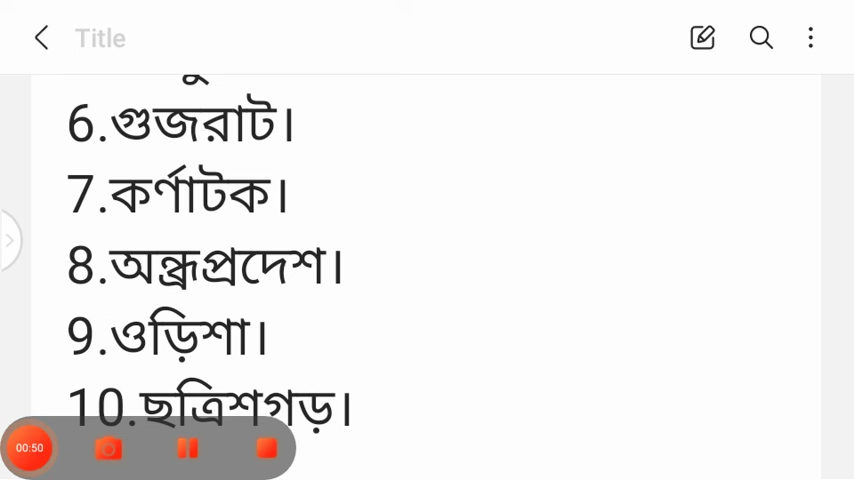 Title
6.গুজরাট।
7.কর্ণাটক।
8.অন্ধ্রপ্রদেশ।
9.ওড়িশা।
10.ছত্রিশগড়।
00:50